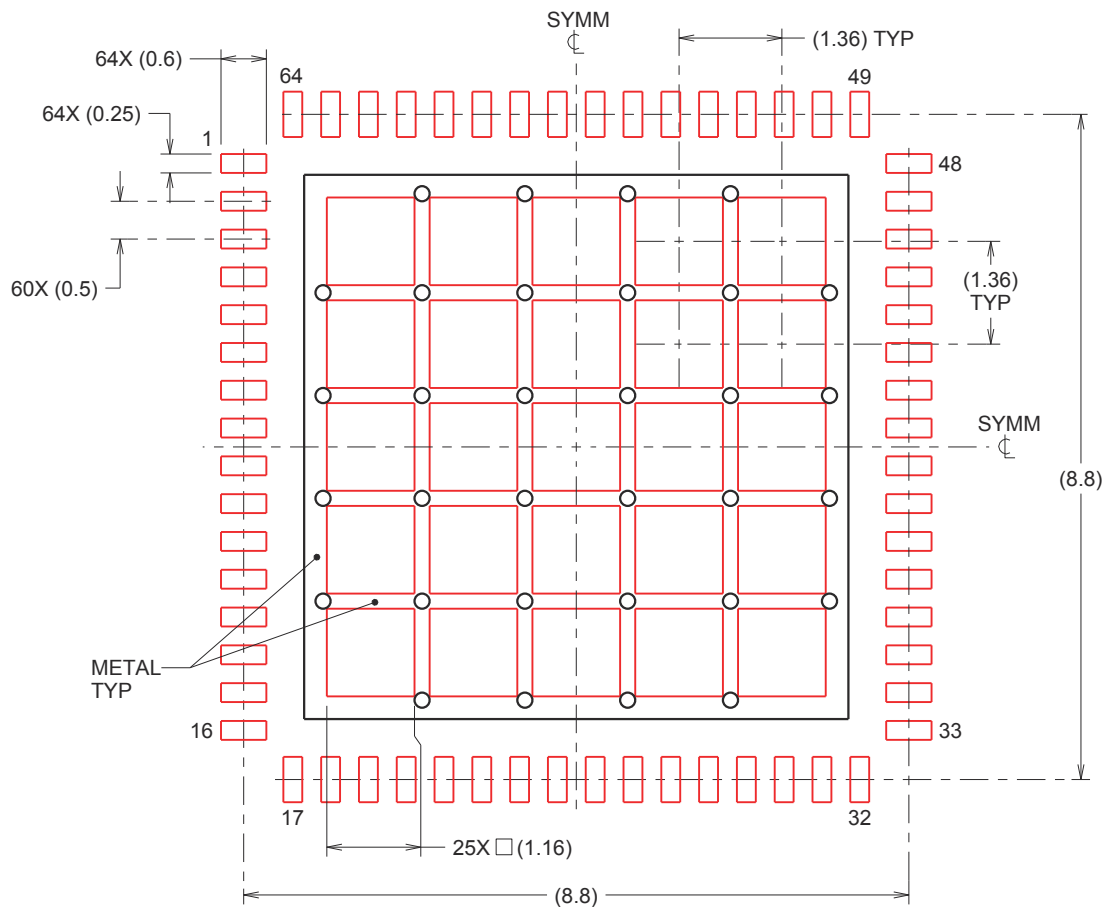 SYMM
℄
(1.36) TYP
64X (0.6)
64
49
64X (0.25)
1
48
60X (0.5)
(1.36)
TYP
SYMM
℄
(8.8)
METAL
TYP
16
33
17
32
25X □ (1.16)
(8.8)